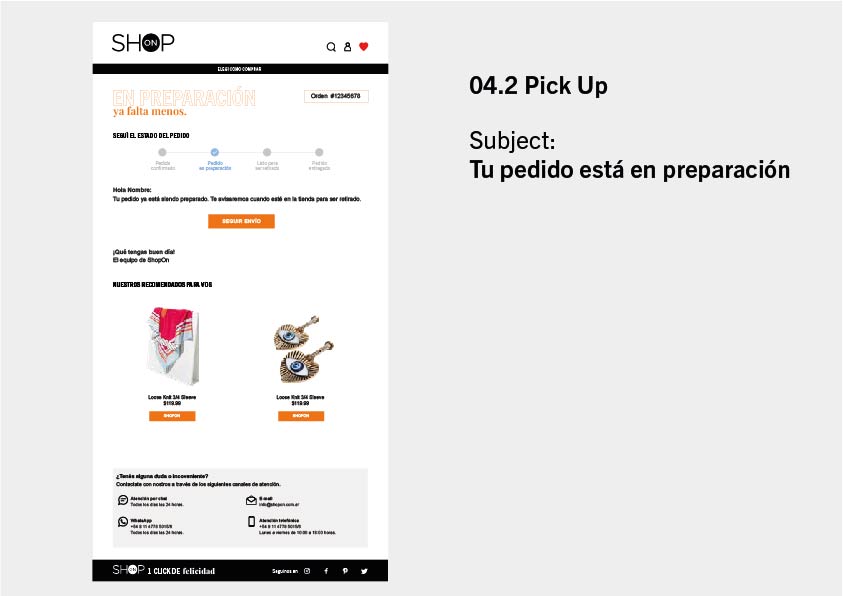 SHOP
ON
ELEGÍ COMO COMPRAR
EN PREPARACIÓN
ya falta menos.
Orden #12345678
SEGUÍ EL ESTADO DEL PEDIDO
Pedido confirmado
Pedido en preparación
Listo para ser retirado
Pedido entregado
Hola Nombre:
Tu pedido ya está siendo preparado. Te avisaremos cuando esté en la tienda para ser retirado.
SEGUIR ENVÍO
¡Qué tengas buen día!
El equipo de ShopOn
NUESTROS RECOMENDADOS PARA VOS
Loose Knit 3/4 Sleeve
$119.99
SHOPON
Loose Knit 3/4 Sleeve
$119.99
SHOPON
¿Tenés alguna duda o incoveniente?
Contactate con nostros a través de los siguientes canales de atención.
Atención por chat
Todos los días las 24 horas.
E-mail
info@shopon.com.ar
WhatsApp
+54 9 11 4778 5015/6
Todos los días las 24 horas.
Atención telefónica
+54 9 11 4778 5015/6
Lunes a viernes de 10:00 a 18:00 horas.
SHOP
ON
1 CLICK DE felicidad
Seguinos en
04.2 Pick Up
Subject:
Tu pedido está en preparación